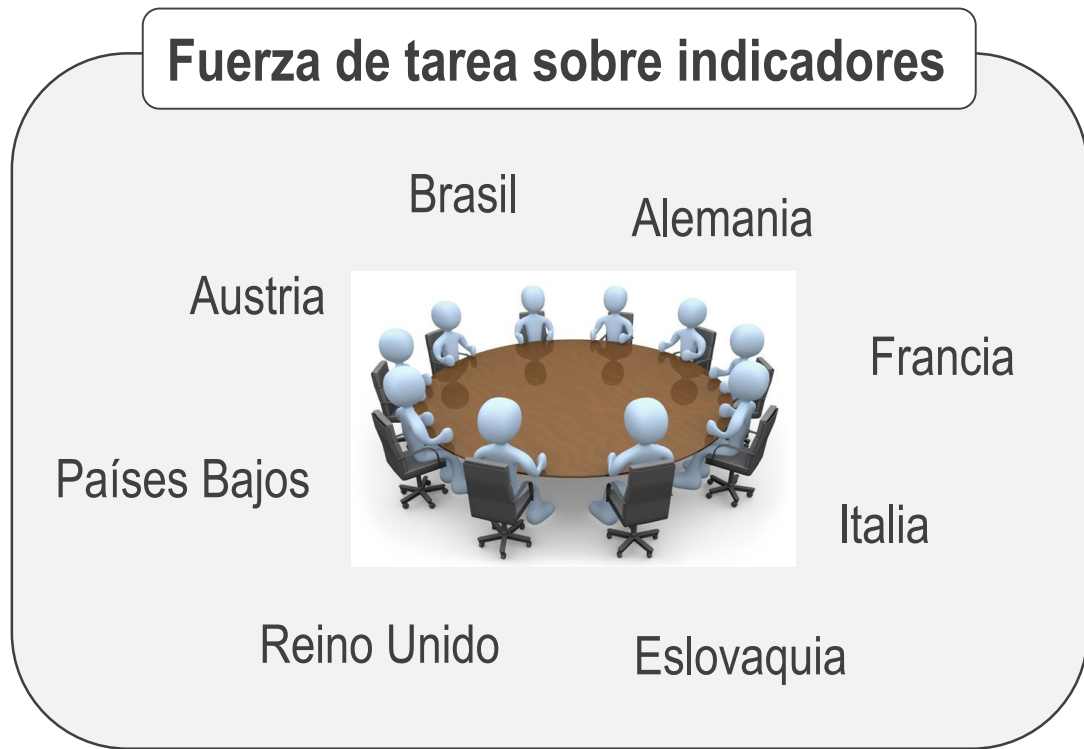 Fuerza de tarea sobre indicadores
Brasil
Alemania
Austria
Francia
Países Bajos
Italia
Reino Unido
Eslovaquia